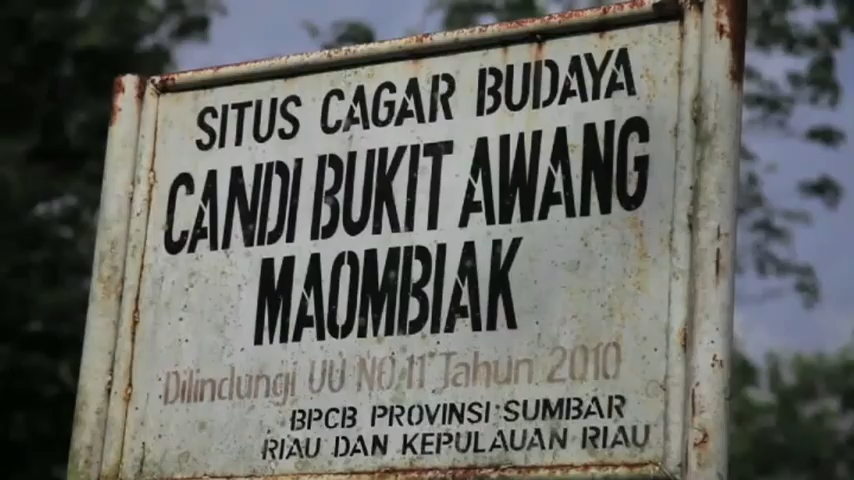 SITUS CAGAR BUDAYA
CANDI BUKIT AWANG
MAOMBIAK
Dilindungi UU NO.11 Tahun 2010
BPCB PROVINSI SUMBAR
RIAU DAN KEPULAUAN RIAU